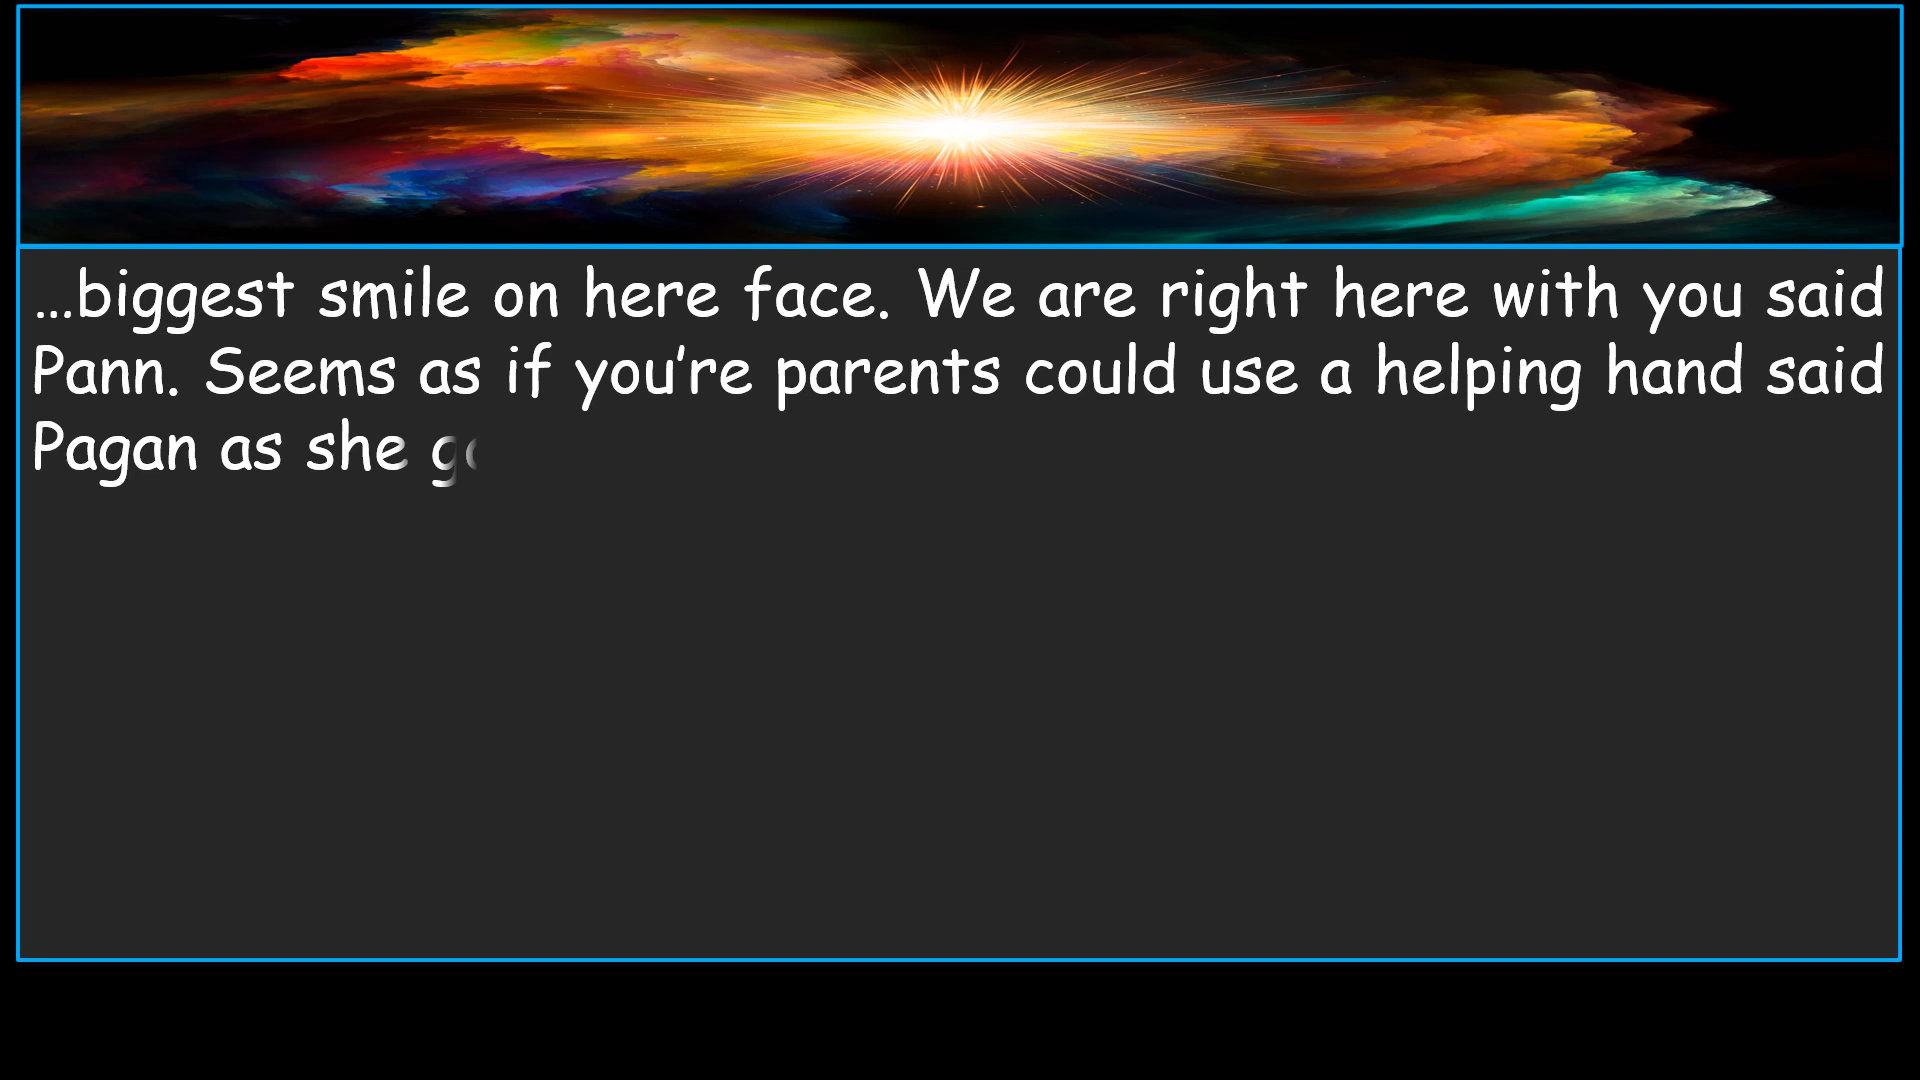 …biggest smile on here face. We are right here with you said
Pann. Seems as if you're parents could use a helping hand said
Pagan as she